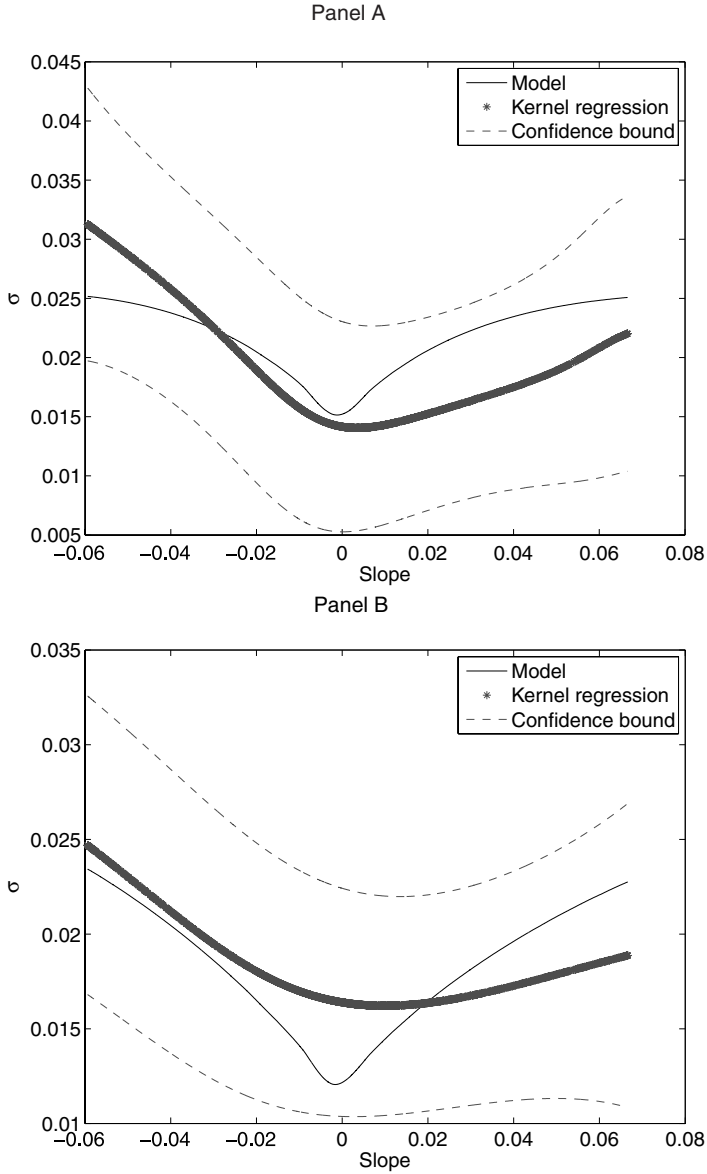 Panel A
0.045
0.04
0.035
0.03
0.025
0.02
0.015
0.01
0.005
σ
−0.06 −0.04 −0.02 0 0.02 0.04 0.06 0.08
Slope
Model
Kernel regression
Confidence bound
Panel B
0.035
0.03
0.025
0.02
0.015
0.01
σ
−0.06 −0.04 −0.02 0 0.02 0.04 0.06 0.08
Slope
Model
Kernel regression
Confidence bound